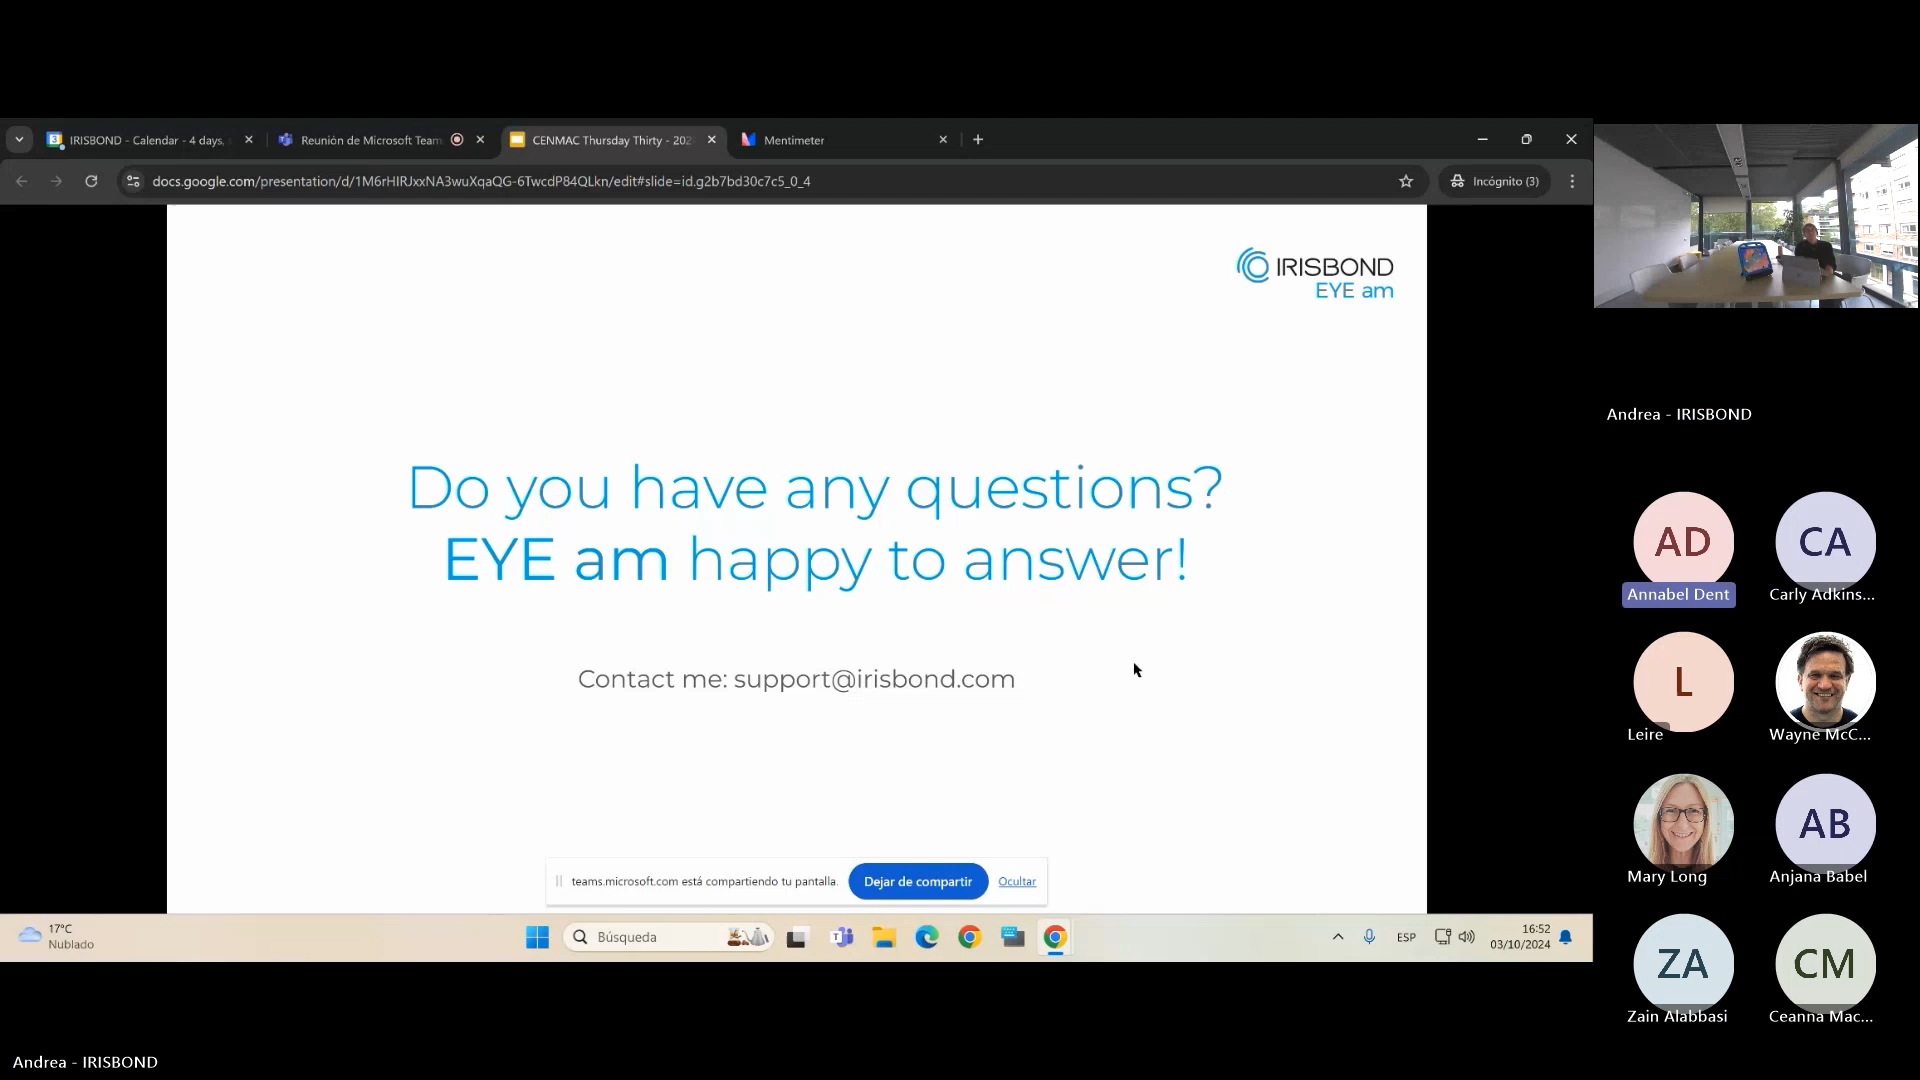 IRISBOND - Calendar - 4 days,
Reunión de Microsoft Team
CENMAC Thursday Thirty - 202
Mentimeter
docs.google.com/presentation/d/1M6rHIRJxxNA3wuXqaQG-6TwcdP84QLkn/edit#slide=id.g2b7bd30c7c5_0_4
Incógnito (3)
IRISBOND
EYE am
Do you have any questions?
EYE am happy to answer!
Contact me: support@irisbond.com
teams.microsoft.com está compartiendo tu pantalla.
Dejar de compartir
Ocultar
17°C
Nublado
Búsqueda
ESP
16:52
03/10/2024
Andrea - IRISBOND
AD
Annabel Dent
CA
Carly Adkins...
L
Leire
Wayne McC...
Mary Long
AB
Anjana Babel
ZA
Zain Alabbasi
CM
Ceanna Mac...
Andrea - IRISBOND